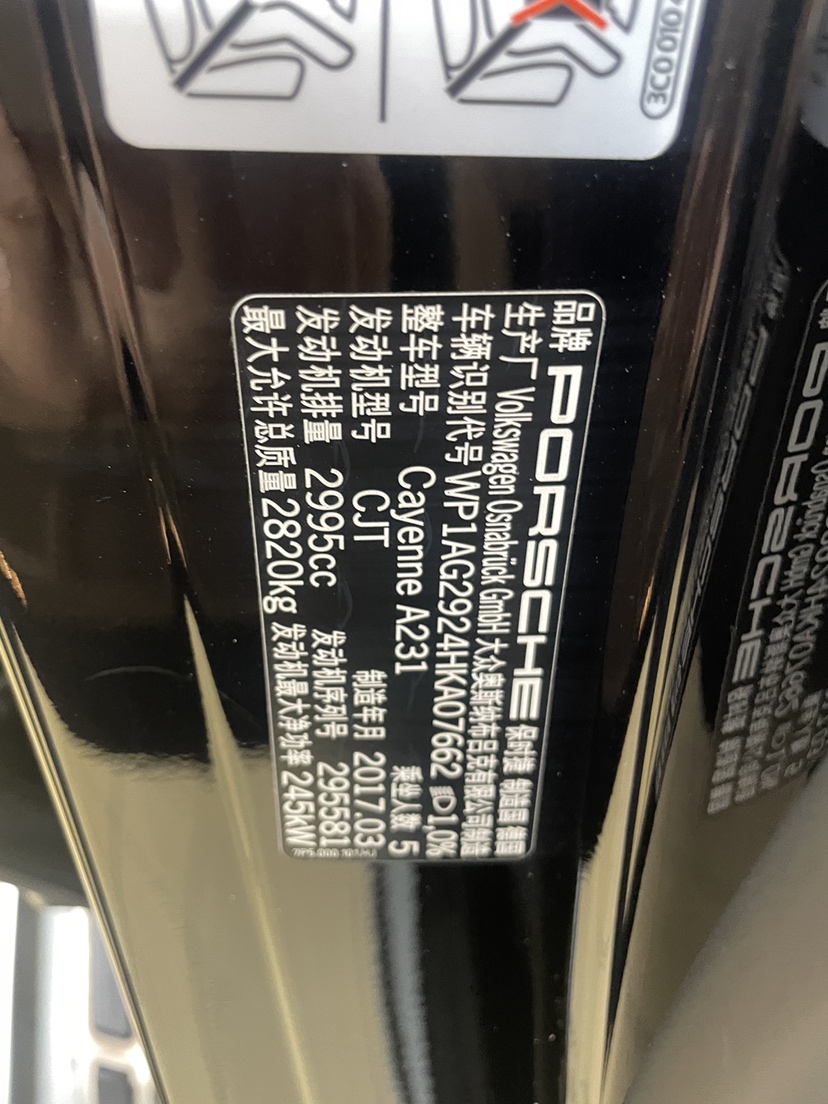 3C0 010
品牌 PORSCHE 保时捷 制造国 德国
生产厂 Volkswagen Osnabrück GmbH 大众奥斯纳布吕克有限公司制造
车辆识别代号 WP1AG2924HKA07662 1,0%
整车型号 Cayenne A231 乘坐人数 5
发动机型号 CJT 制造年月 2017.03
发动机排量 2995cc 发动机序列号 295581
最大允许总质量 2820kg 发动机最大净功率 245kW